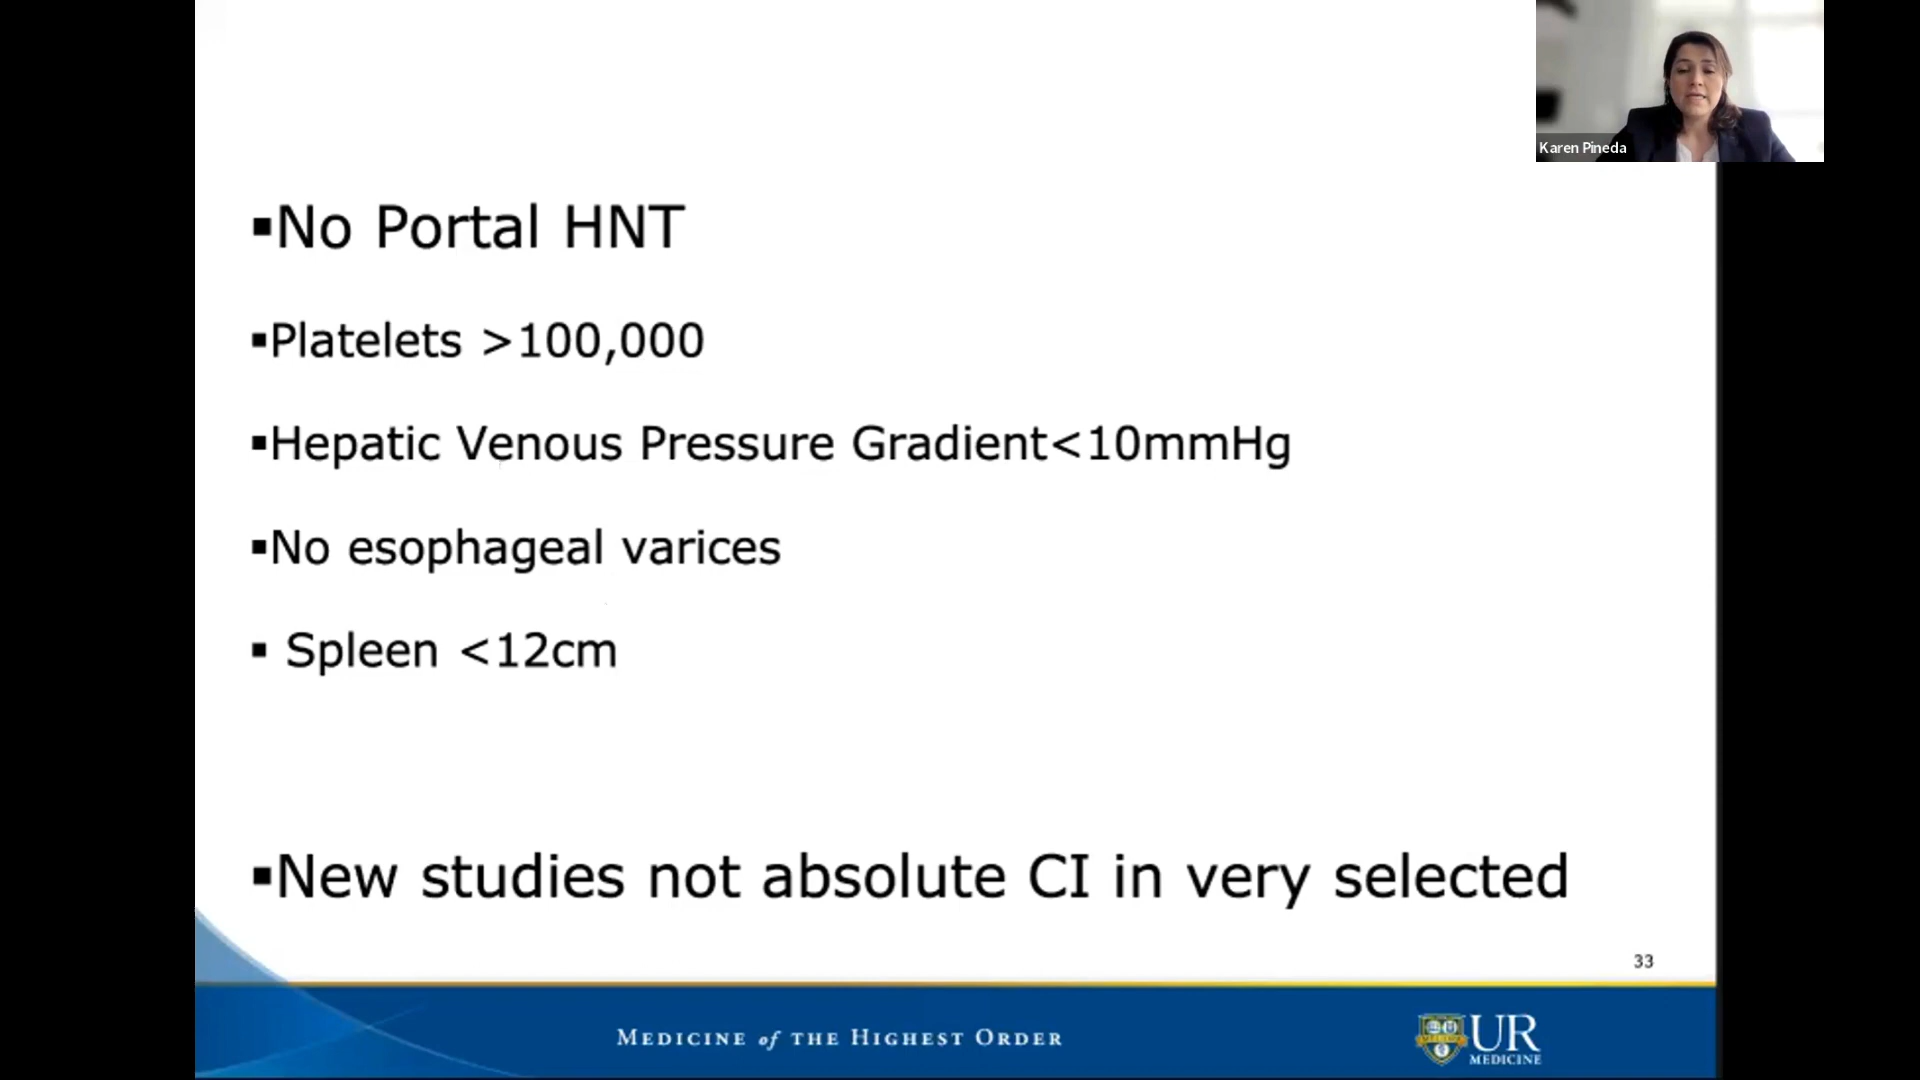 Karen Pineda
▪No Portal HNT
▪Platelets >100,000
▪Hepatic Venous Pressure Gradient<10mmHg
▪No esophageal varices
▪ Spleen <12cm
▪New studies not absolute CI in very selected
33
MEDICINE of THE HIGHEST ORDER
UR
MEDICINE